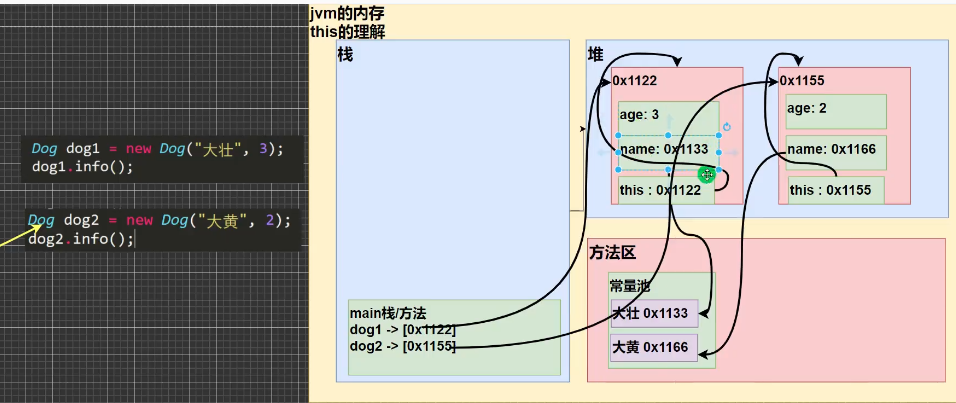 Dog dog1 = new Dog("大壮", 3);
dog1.info();
Dog dog2 = new Dog("大黄", 2);
dog2.info();
jvm的内存
this的理解
栈
main栈/方法
dog1 -> [0x1122]
dog2 -> [0x1155]
堆
0x1122
age: 3
name: 0x1133
this : 0x1122
0x1155
age: 2
name: 0x1166
this : 0x1155
方法区
常量池
大壮 0x1133
大黄 0x1166